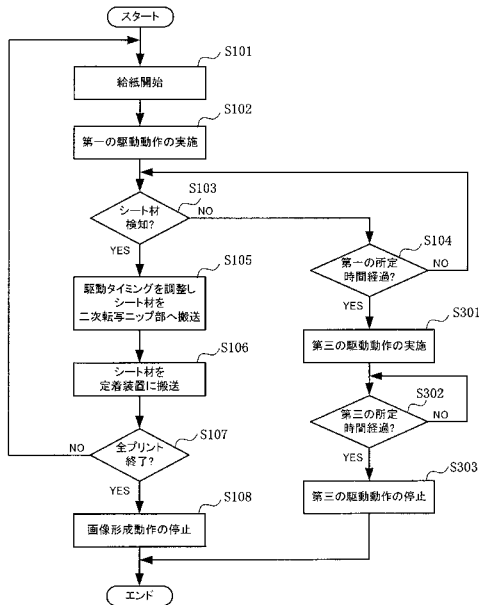 スタート
S101
給紙開始
S102
第一の駆動動作の実施
S103
シート材
検知?
NO
YES
S104
第一の所定
時間経過?
NO
YES
S105
駆動タイミングを調整し
シート材を
二次転写ニップ部へ搬送
S301
第三の駆動動作の実施
S106
シート材を
定着装置に搬送
S302
第三の所定
時間経過?
NO
YES
S107
全プリント
終了?
NO
YES
S303
第三の駆動動作の停止
S108
画像形成動作の停止
エンド